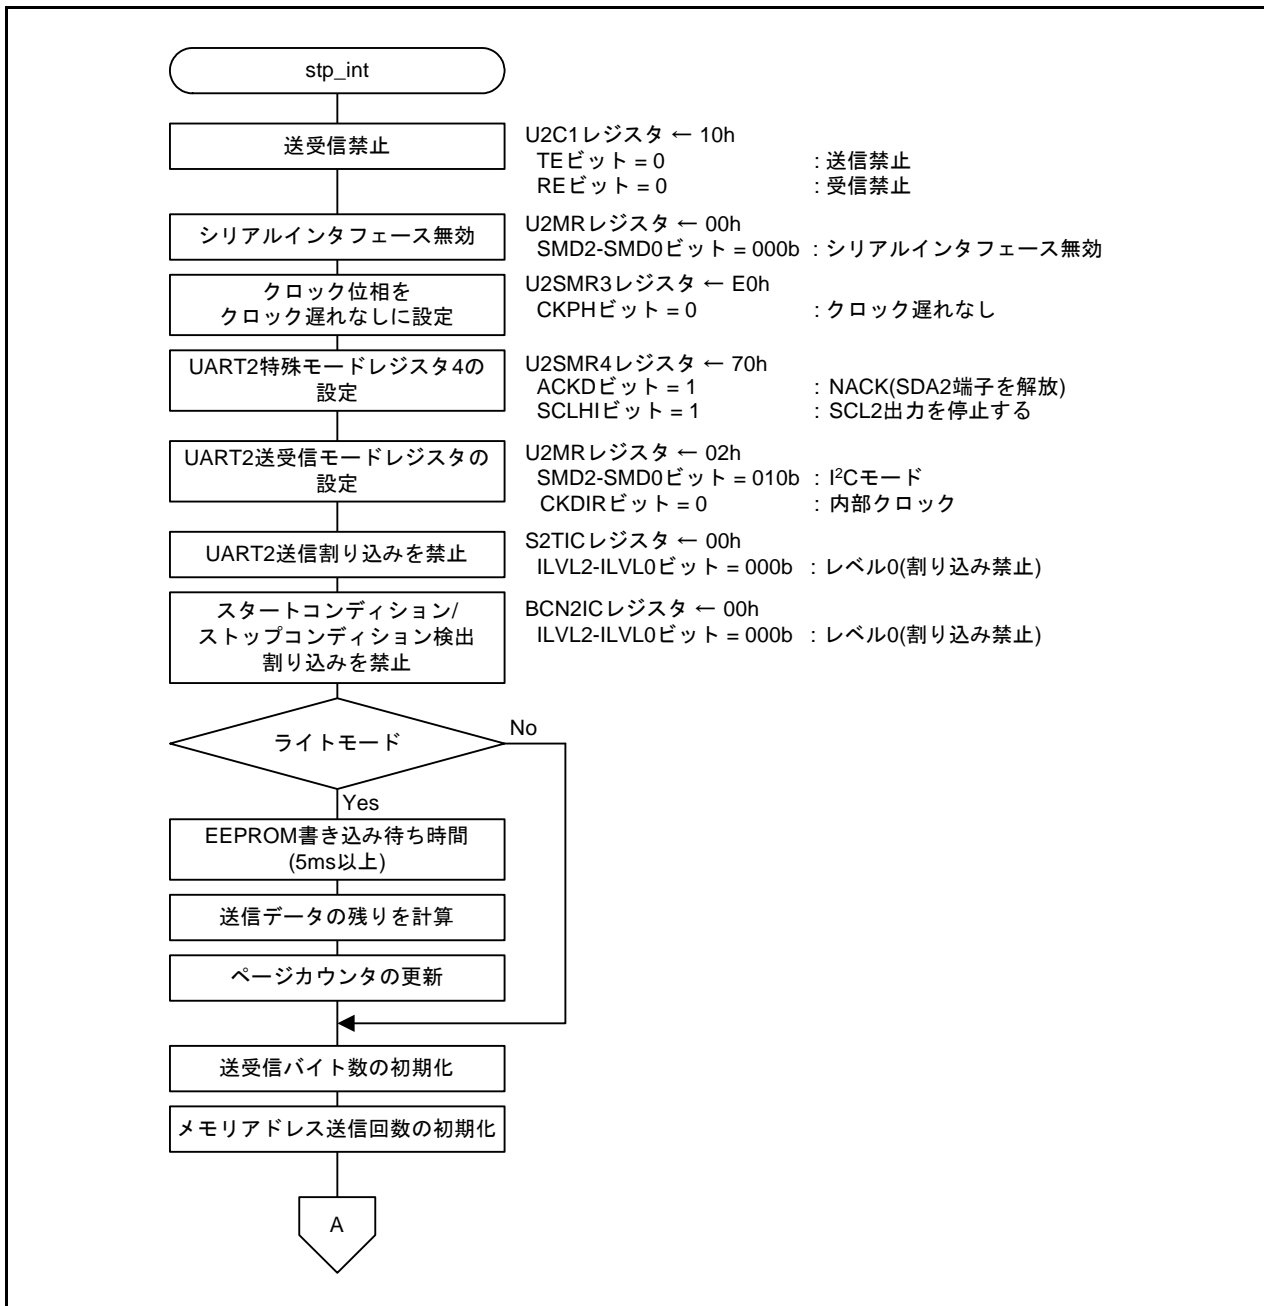 stp_int
送受信禁止
U2C1レジスタ ← 10h
TEビット = 0 : 送信禁止
REビット = 0 : 受信禁止
シリアルインタフェース無効
U2MRレジスタ ← 00h
SMD2-SMD0ビット = 000b : シリアルインタフェース無効
クロック位相を
クロック遅れなしに設定
U2SMR3レジスタ ← E0h
CKPHビット = 0 : クロック遅れなし
UART2特殊モードレジスタ4の
設定
U2SMR4レジスタ ← 70h
ACKDビット = 1 : NACK(SDA2端子を解放)
SCLHIビット = 1 : SCL2出力を停止する
UART2送受信モードレジスタの
設定
U2MRレジスタ ← 02h
SMD2-SMD0ビット = 010b : I²Cモード
CKDIRビット = 0 : 内部クロック
UART2送信割り込みを禁止
S2TICレジスタ ← 00h
ILVL2-ILVL0ビット = 000b : レベル0(割り込み禁止)
スタートコンディション/
ストップコンディション検出
割り込みを禁止
BCN2ICレジスタ ← 00h
ILVL2-ILVL0ビット = 000b : レベル0(割り込み禁止)
ライトモード
No
Yes
EEPROM書き込み待ち時間
(5ms以上)
送信データの残りを計算
ページカウンタの更新
送受信バイト数の初期化
メモリアドレス送信回数の初期化
A